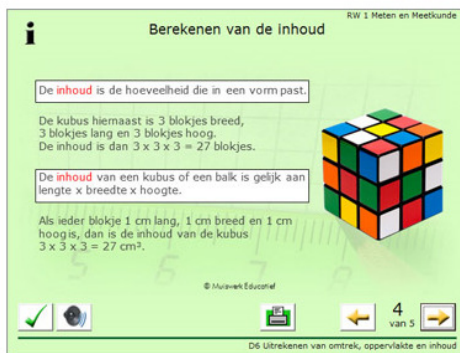 RW 1 Meten en Meetkunde
i
Berekenen van de inhoud
De inhoud is de hoeveelheid die in een vorm past.
De kubus hiernaast is 3 blokjes breed,
3 blokjes lang en 3 blokjes hoog.
De inhoud is dan 3 x 3 x 3 = 27 blokjes.
De inhoud van een kubus of een balk is gelijk aan
lengte x breedte x hoogte.
Als ieder blokje 1 cm lang, 1 cm breed en 1 cm
hoog is, dan is de inhoud van de kubus
3 x 3 x 3 = 27 cm³.
5 6 7 8
© Muiswerk Educatief
4
van 5
D6 Uitrekenen van omtrek, oppervlakte en inhoud